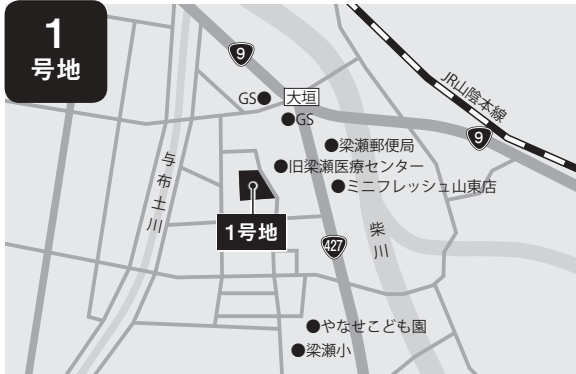 1
号地
9
JR山陰本線
GS●
大垣
●GS
9
●梁瀬郵便局
●旧梁瀬医療センター
●ミニフレッシュ山東店
与布土川
1号地
柴川
427
●やなせこども園
●梁瀬小